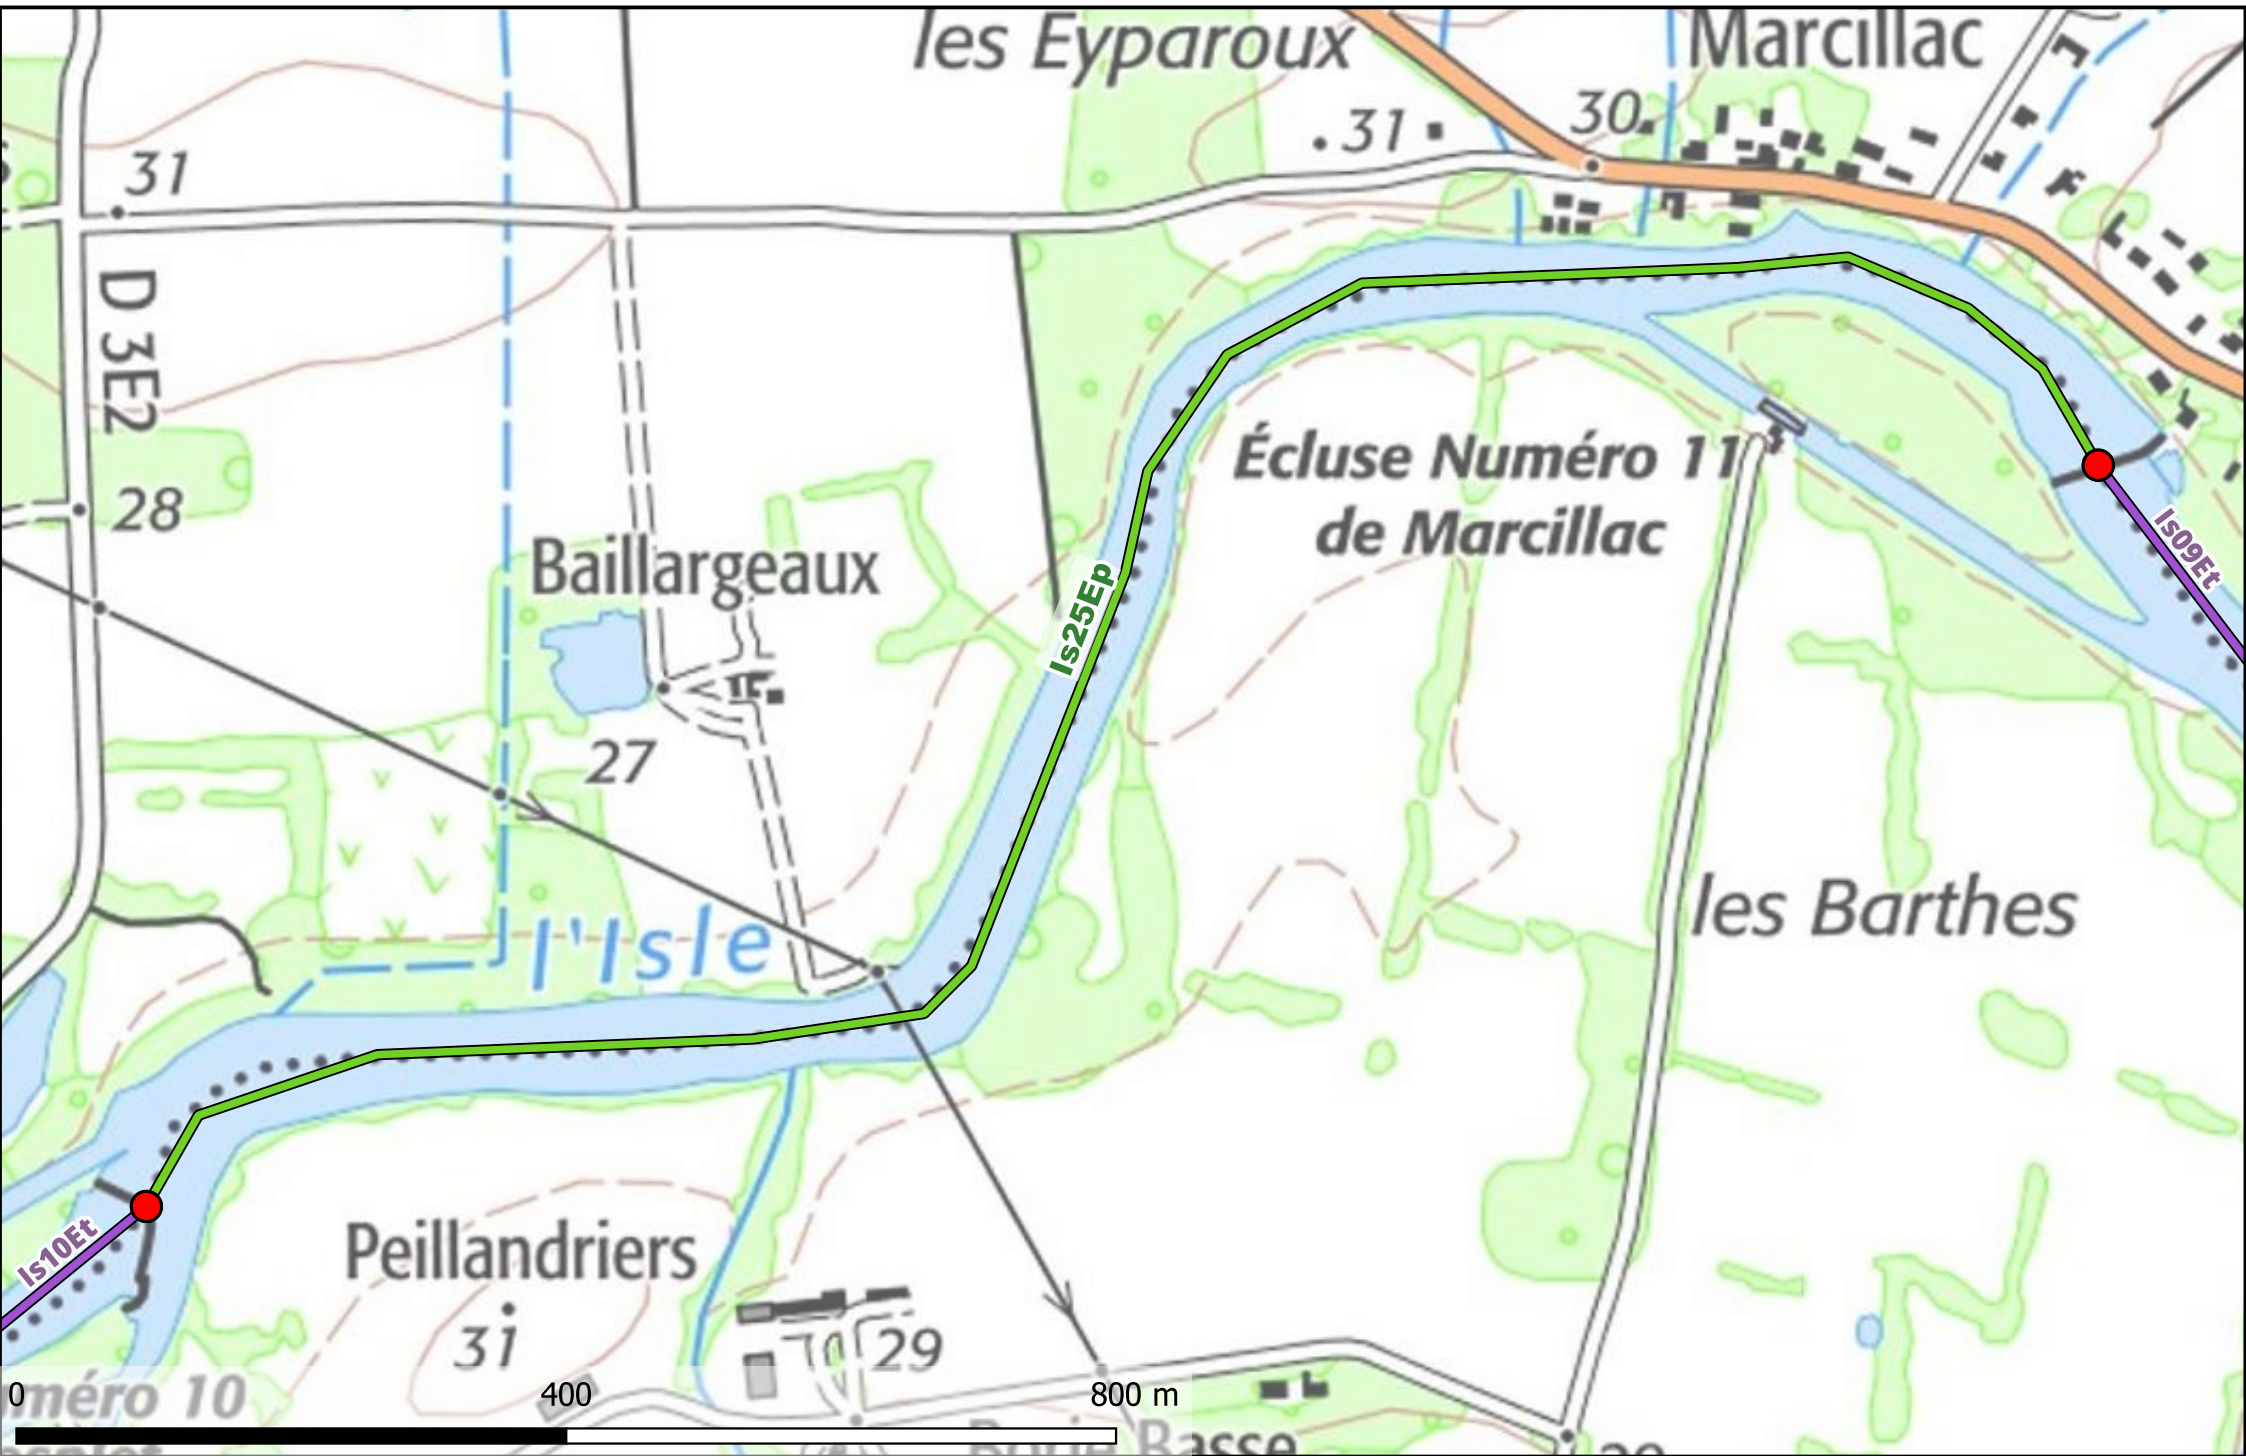 les Eyparoux
Marcillac
30
31
31
D 3E2
28
Écluse Numéro 11
de Marcillac
Is09Et
Baillargeaux
Is25Ep
27
l'Isle
les Barthes
Is10Et
Peillandriers
31
29
0 400 800 m
méro 10
Basse